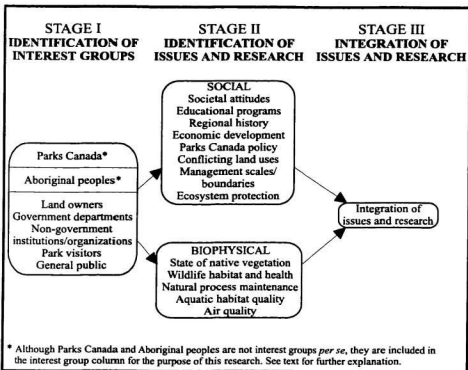 STAGE I
IDENTIFICATION OF
INTEREST GROUPS
STAGE II
IDENTIFICATION OF
ISSUES AND RESEARCH
STAGE III
INTEGRATION OF
ISSUES AND RESEARCH
Parks Canada*
Aboriginal peoples*
Land owners
Government departments
Non-government
institutions/organizations
Park visitors
General public
SOCIAL
Societal attitudes
Educational programs
Regional history
Economic development
Parks Canada policy
Conflicting land uses
Management scales/
boundaries
Ecosystem protection
BIOPHYSICAL
State of native vegetation
Wildlife habitat and health
Natural process maintenance
Aquatic habitat quality
Air quality
Integration of
issues and research
* Although Parks Canada and Aboriginal peoples are not interest groups per se, they are included in
the interest group column for the purpose of this research. See text for further explanation.